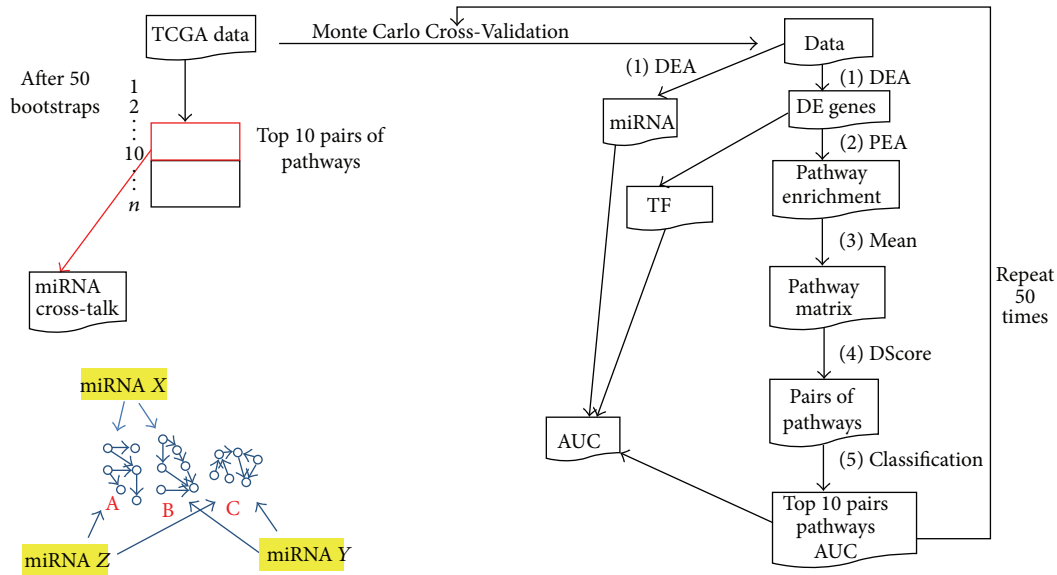 TCGA data
After 50
bootstraps
1
2
10
n
Top 10 pairs of
pathways
miRNA
cross-talk
miRNA X
A
B
C
miRNA Z
miRNA Y
Monte Carlo Cross-Validation
Data
(1) DEA
(1) DEA
miRNA
DE genes
(2) PEA
TF
Pathway
enrichment
(3) Mean
Pathway
matrix
(4) DScore
Pairs of
pathways
(5) Classification
AUC
Top 10 pairs
pathways
AUC
Repeat
50
times